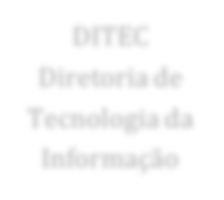 DITEC
Diretoria de
Tecnologia da
Informação